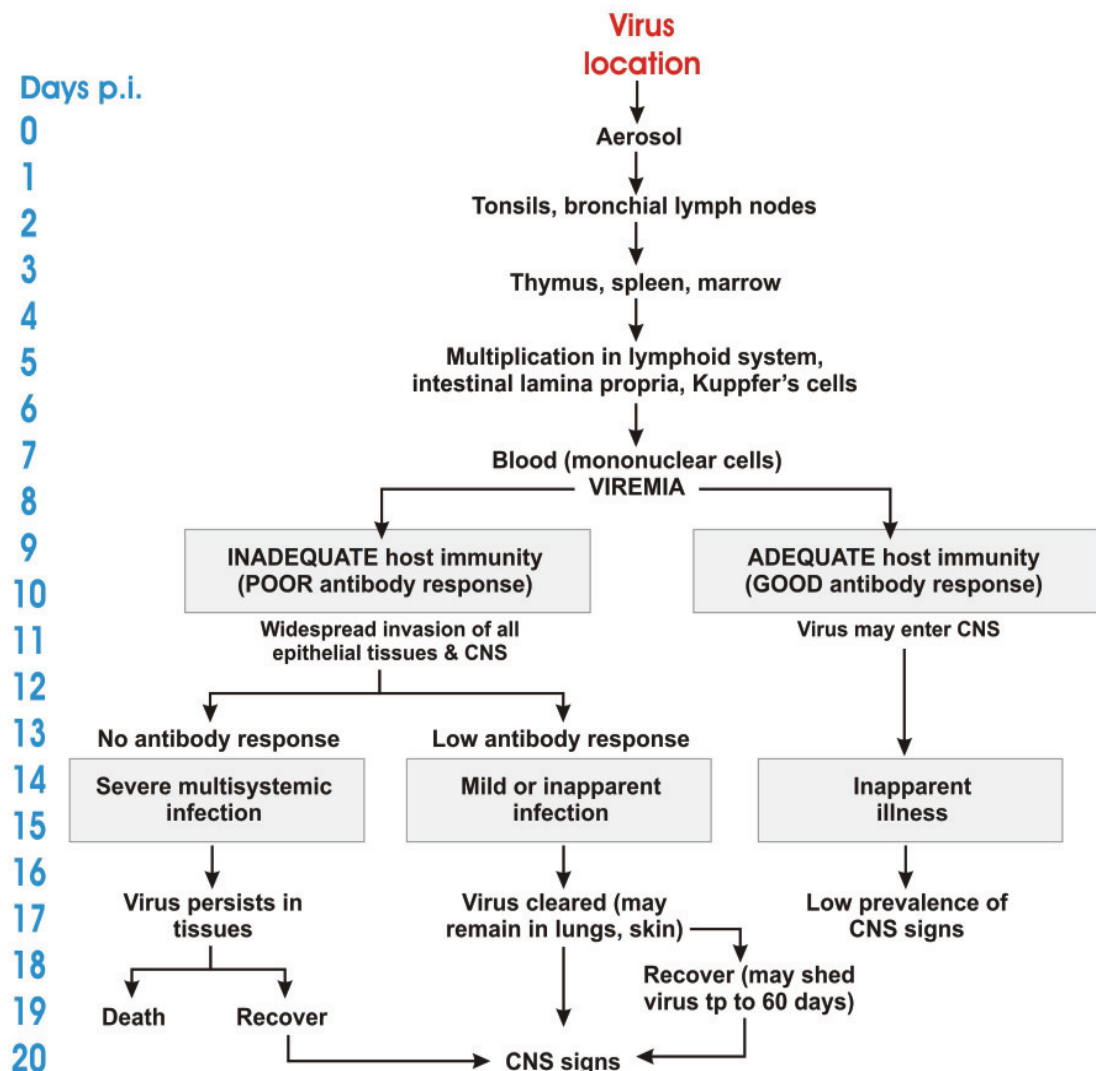 Virus
location
Days p.i.
0
Aerosol
1
Tonsils, bronchial lymph nodes
2
3
Thymus, spleen, marrow
4
Multiplication in lymphoid system,
5
intestinal lamina propria, Kuppfer's cells
6
7
Blood (mononuclear cells)
VIREMIA
8
9
INADEQUATE host immunity
(POOR antibody response)
ADEQUATE host immunity
(GOOD antibody response)
10
11
Widespread invasion of all
epithelial tissues & CNS
Virus may enter CNS
12
13
No antibody response
Low antibody response
14
Severe multisystemic
infection
Mild or inapparent
infection
Inapparent
illness
15
16
Virus persists in
tissues
Virus cleared (may
remain in lungs, skin)
Low prevalence of
CNS signs
17
18
Recover (may shed
virus tp to 60 days)
19
Death
Recover
20
CNS signs